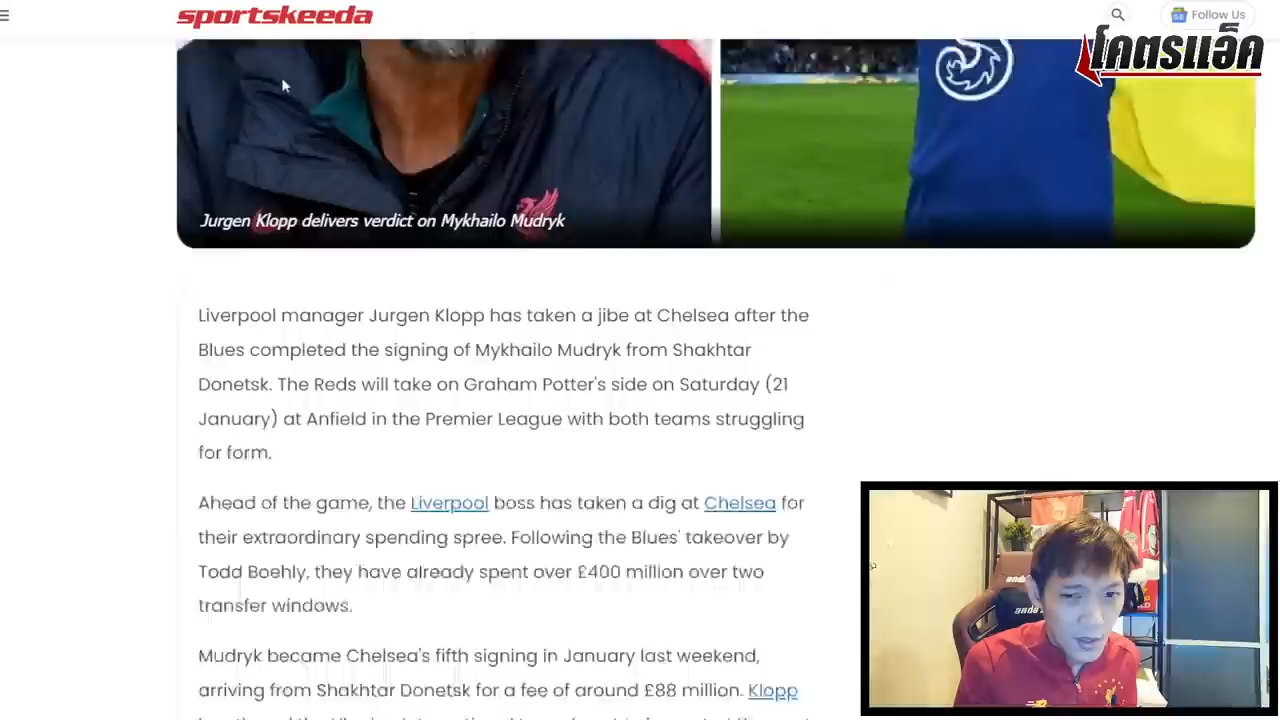 sportskeeda
Follow Us
โคตรแอ็ค
Jurgen Klopp delivers verdict on Mykhailo Mudryk
Liverpool manager Jurgen Klopp has taken a jibe at Chelsea after the
Blues completed the signing of Mykhailo Mudryk from Shakhtar
Donetsk. The Reds will take on Graham Potter's side on Saturday (21
January) at Anfield in the Premier League with both teams struggling
for form.
Ahead of the game, the Liverpool boss has taken a dig at Chelsea for
their extraordinary spending spree. Following the Blues' takeover by
Todd Boehly, they have already spent over £400 million over two
transfer windows.
Mudryk became Chelsea's fifth signing in January last weekend,
arriving from Shakhtar Donetsk for a fee of around £88 million. Klopp